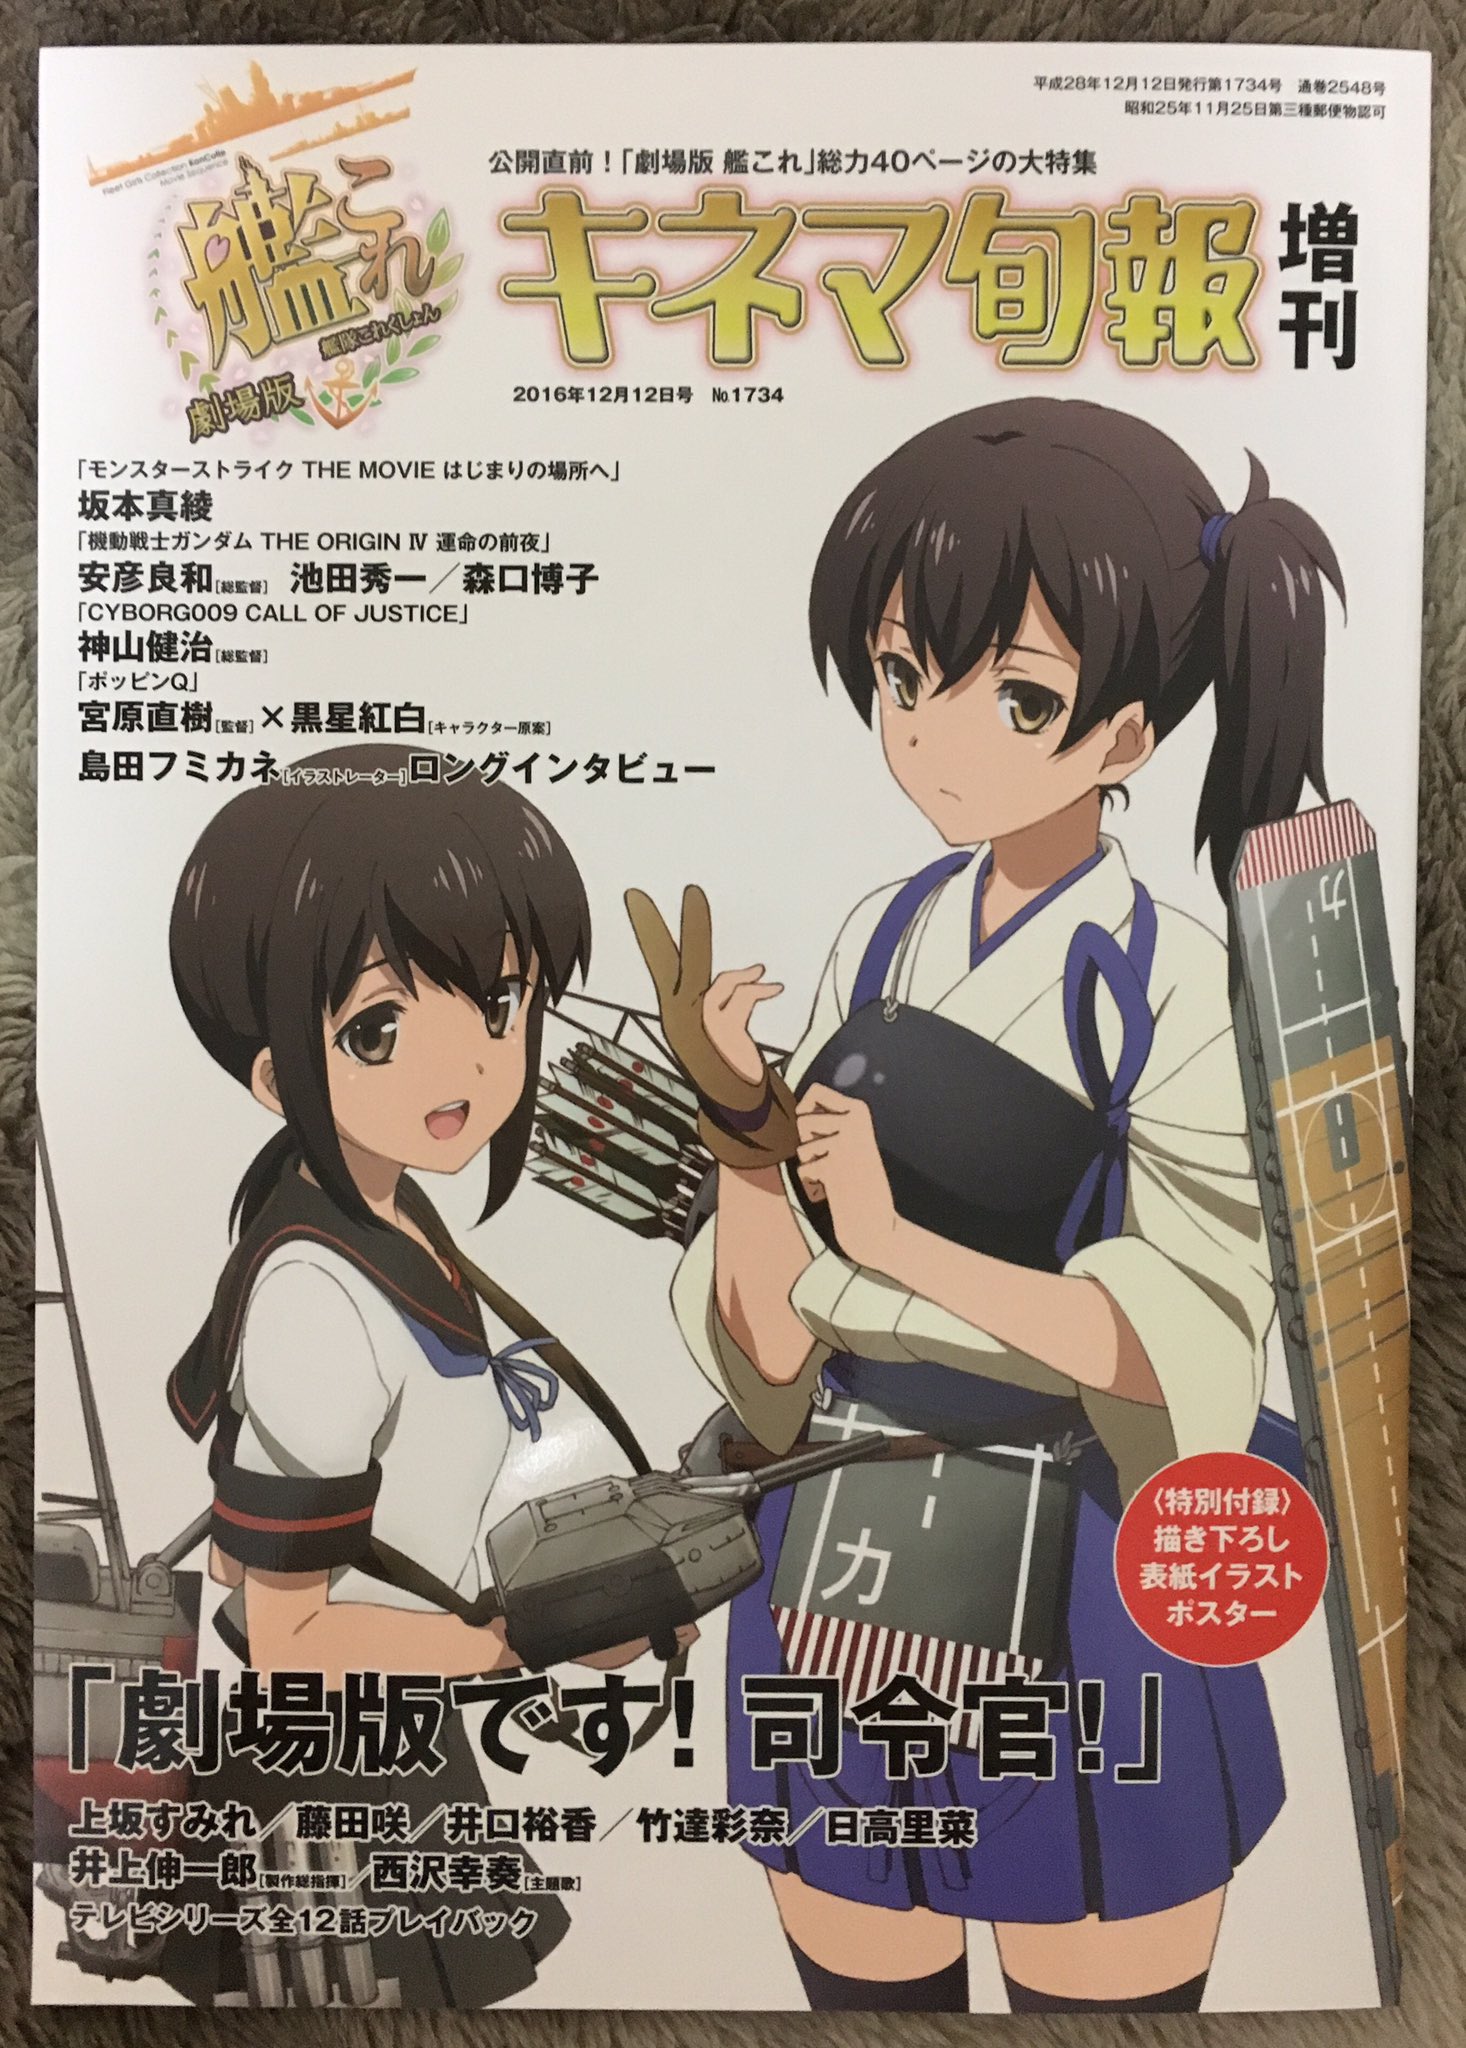 平成28年12月12日発行第1734号 通巻2548号
昭和25年11月25日第三種郵便物認可
Fleet Girls Collection KanColle
Movie Sequence
艦これ
艦隊これくしょん
劇場版
公開直前！「劇場版 艦これ」総力40ページの大特集
キネマ旬報
増刊
2016年12月12日号 №1734
「モンスターストライク THE MOVIE はじまりの場所へ」
坂本真綾
「機動戦士ガンダム THE ORIGIN Ⅳ 運命の前夜」
安彦良和[総監督] 池田秀一／森口博子
「CYBORG009 CALL OF JUSTICE」
神山健治[総監督]
「ポッピンQ」
宮原直樹[監督]×黒星紅白[キャラクター原案]
島田フミカネ[イラストレーター]ロングインタビュー
カ
カ
〈特別付録〉
描き下ろし
表紙イラスト
ポスター
「劇場版です！司令官！」
上坂すみれ／藤田咲／井口裕香／竹達彩奈／日高里菜
井上伸一郎[製作総指揮]／西沢幸奏[主題歌]
テレビシリーズ全12話プレイバック